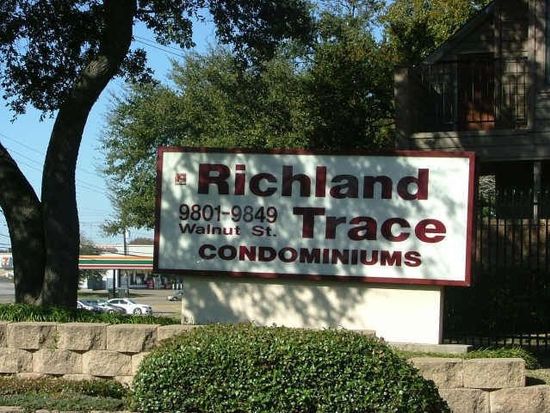 Richland
9801-9849 Trace
Walnut St.
CONDOMINIUMS